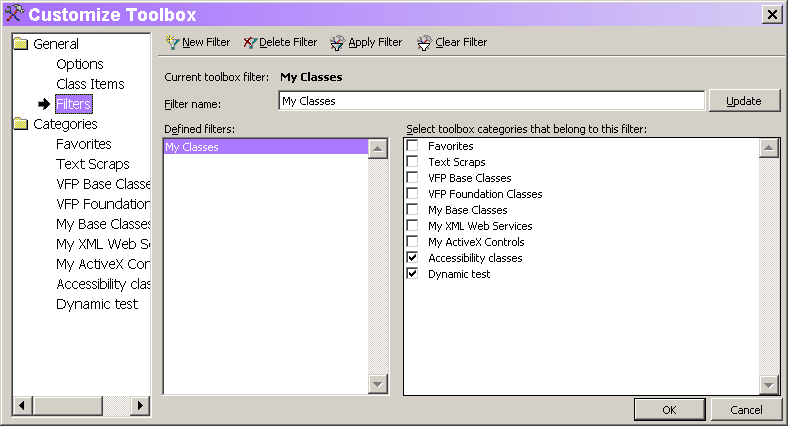 Customize Toolbox
General
Options
Class Items
Filters
Categories
Favorites
Text Scraps
VFP Base Classe
VFP Foundation
My Base Classes
My XML Web Se
My ActiveX Con
Accessibility clas
Dynamic test
New Filter Delete Filter Apply Filter Clear Filter
Current toolbox filter: My Classes
Filter name: My Classes Update
Defined filters:
My Classes
Select toolbox categories that belong to this filter:
Favorites
Text Scraps
VFP Base Classes
VFP Foundation Classes
My Base Classes
My XML Web Services
My ActiveX Controls
Accessibility classes
Dynamic test
OK Cancel